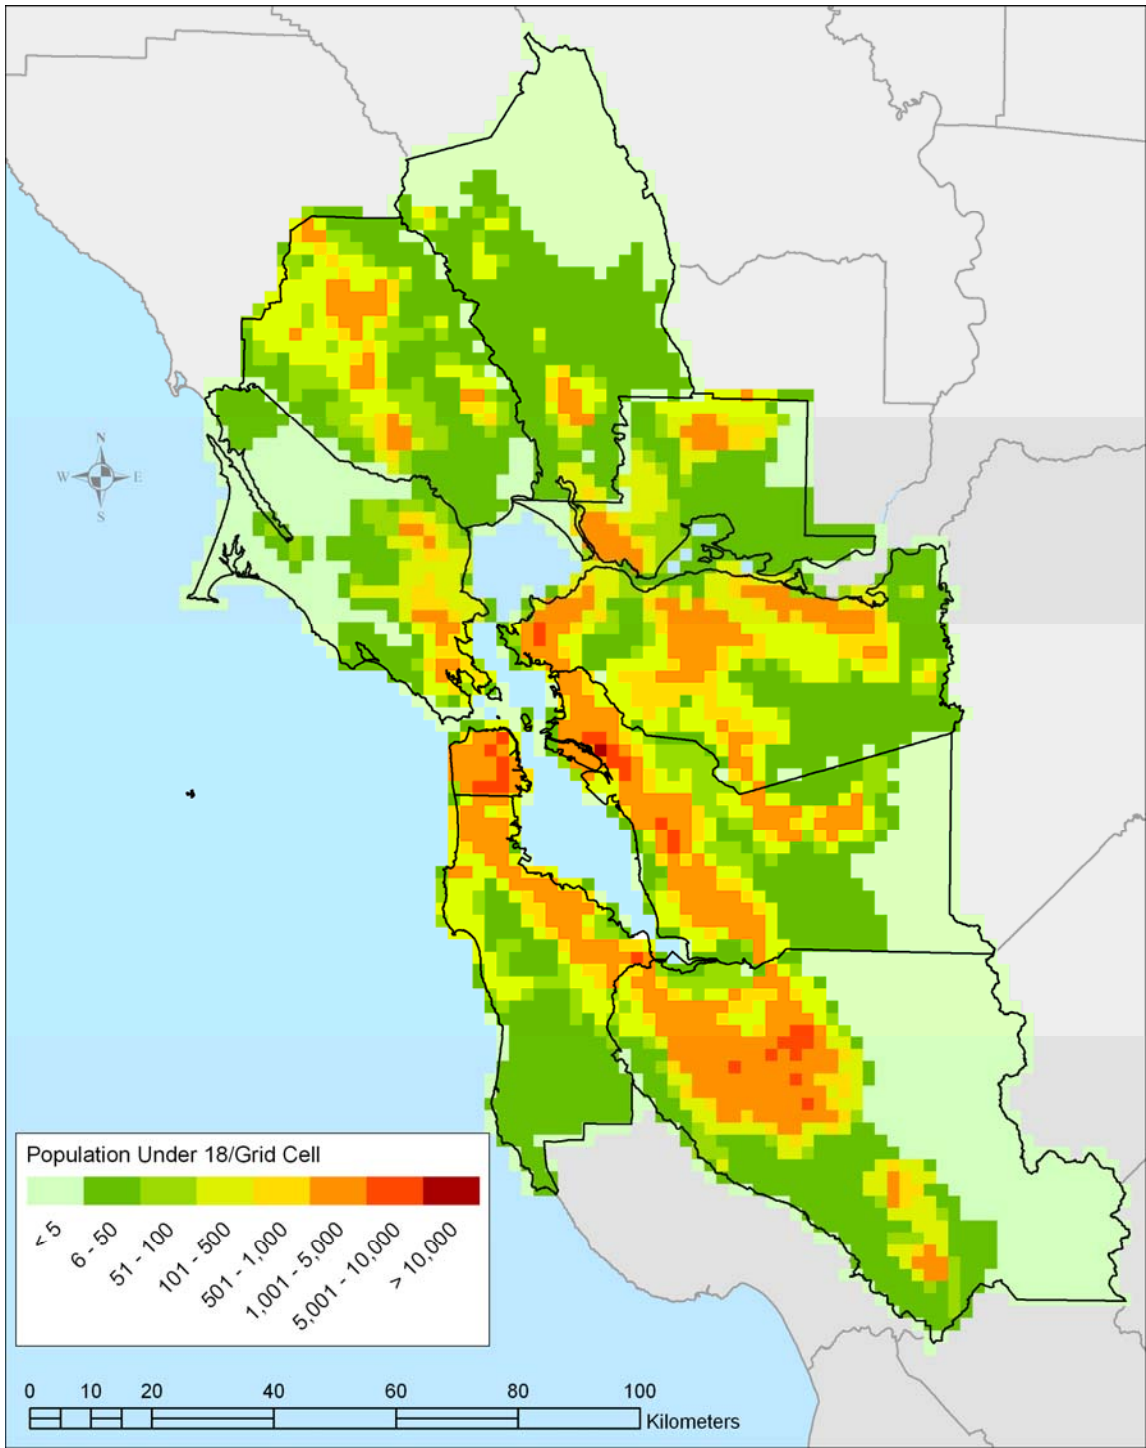 N
W E
S
Population Under 18/Grid Cell
< 5
6 - 50
51 - 100
101 - 500
501 - 1,000
1,001 - 5,000
5,001 - 10,000
> 10,000
0 10 20 40 60 80 100
Kilometers